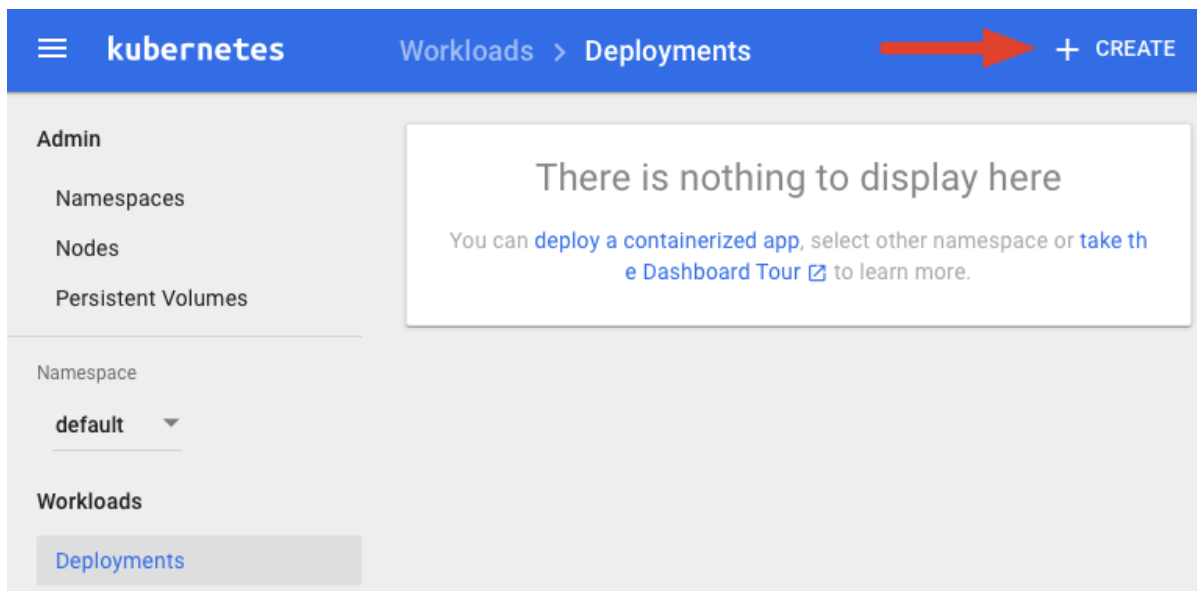 kubernetes Workloads > Deployments + CREATE
Admin
Namespaces
Nodes
Persistent Volumes
Namespace
default
Workloads
Deployments
There is nothing to display here
You can deploy a containerized app, select other namespace or take th
e Dashboard Tour to learn more.